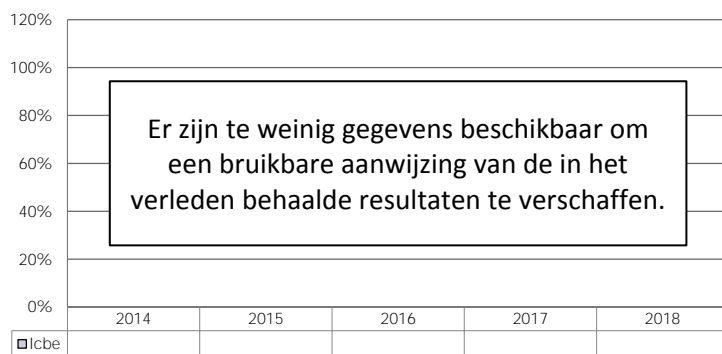 120%
100%
80%
60%
40%
20%
0%
Er zijn te weinig gegevens beschikbaar om
een bruikbare aanwijzing van de in het
verleden behaalde resultaten te verschaffen.
2014 2015 2016 2017 2018
Icbe